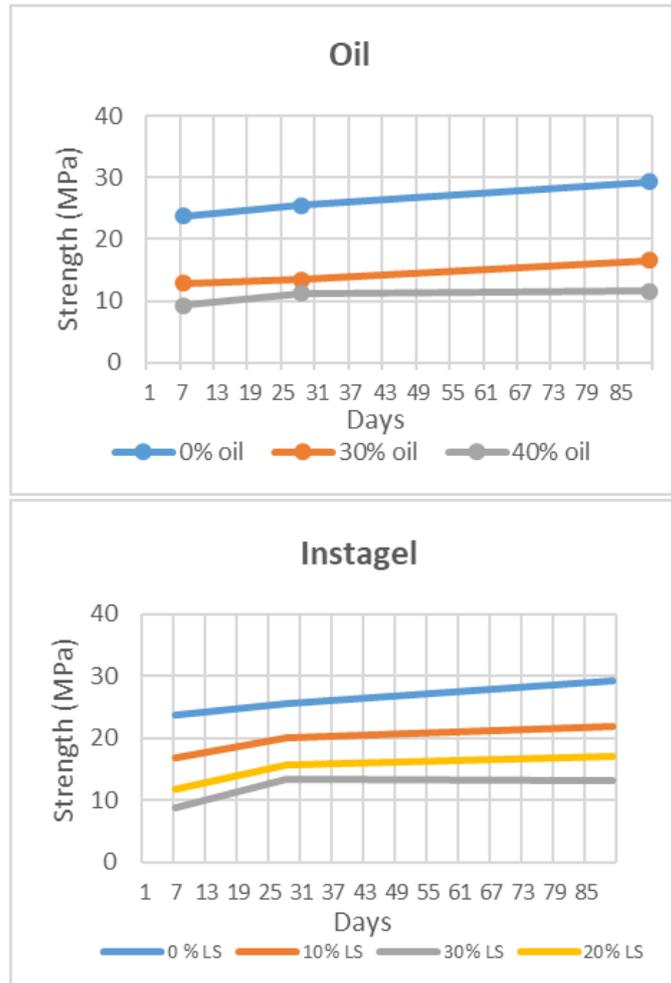 Oil
Strength (MPa)
40
30
20
10
0
1 7 13 19 25 31 37 43 49 55 61 67 73 79 85
Days
0% oil 30% oil 40% oil
Instagel
Strength (MPa)
40
30
20
10
0
1 7 13 19 25 31 37 43 49 55 61 67 73 79 85
Days
0 % LS 10% LS 30% LS 20% LS